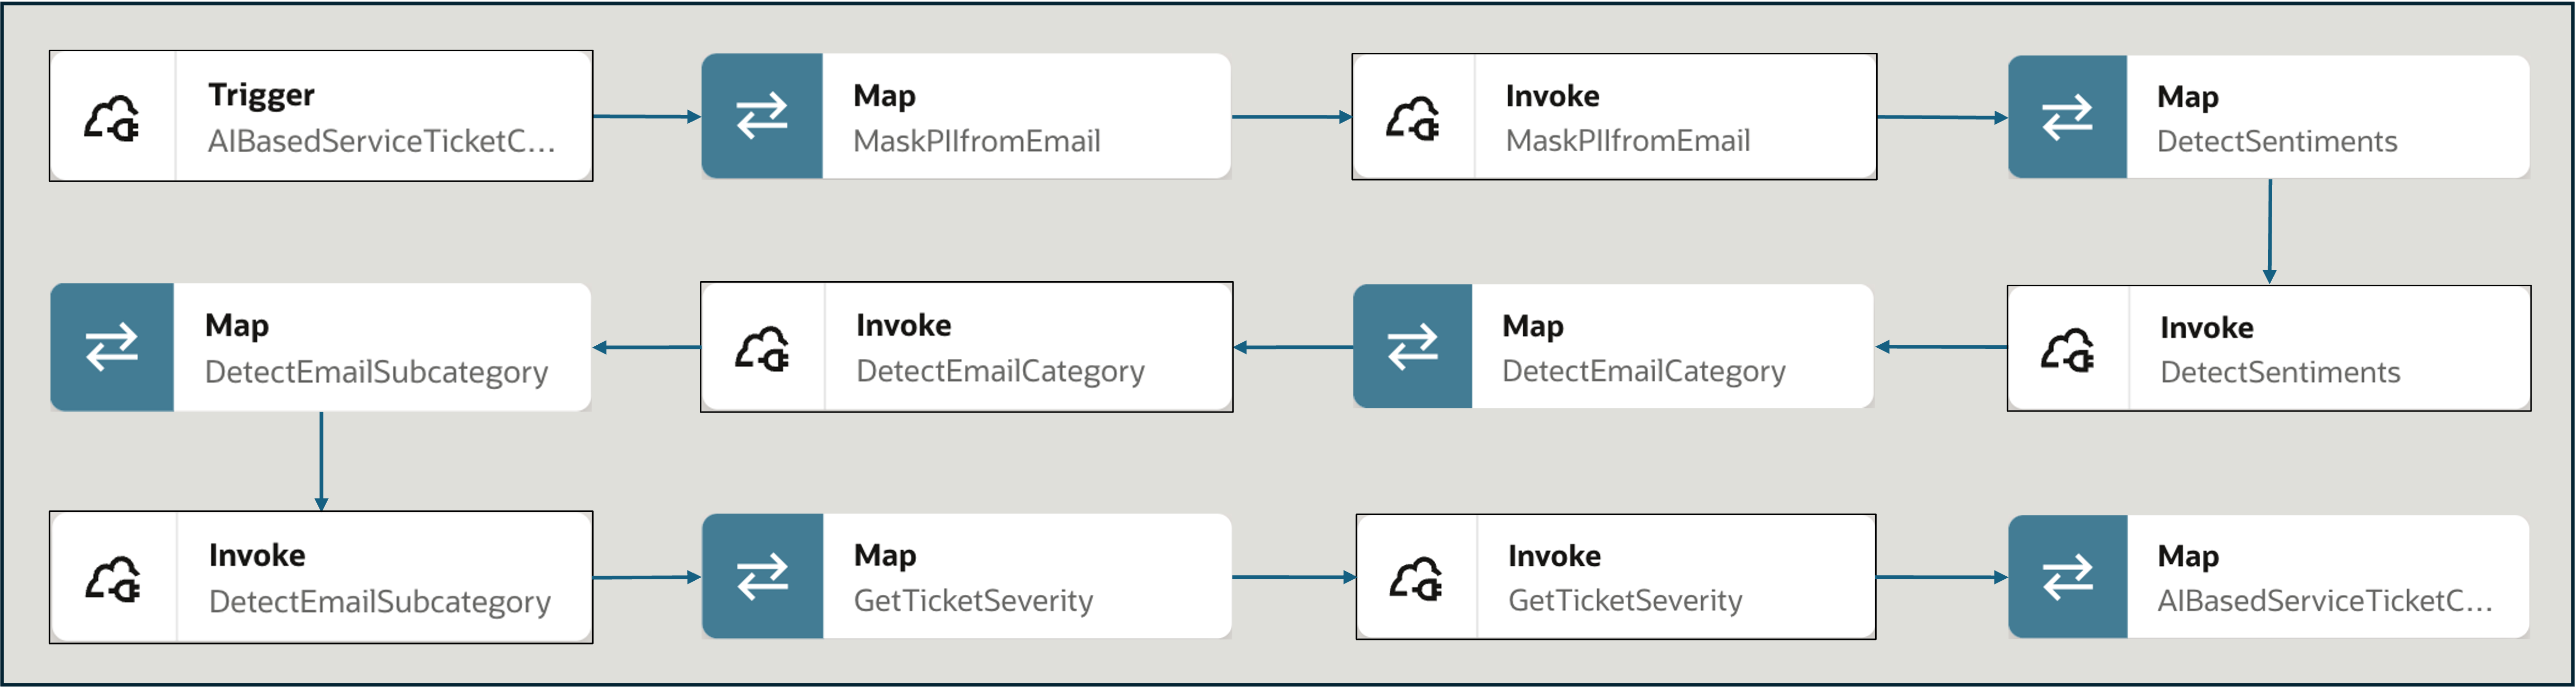 Trigger
AIBasedServiceTicketC...
Map
MaskPIIfromEmail
Invoke
MaskPIIfromEmail
Map
DetectSentiments
Invoke
DetectSentiments
Map
DetectEmailCategory
Invoke
DetectEmailCategory
Map
DetectEmailSubcategory
Invoke
DetectEmailSubcategory
Map
GetTicketSeverity
Invoke
GetTicketSeverity
Map
AIBasedServiceTicketC...